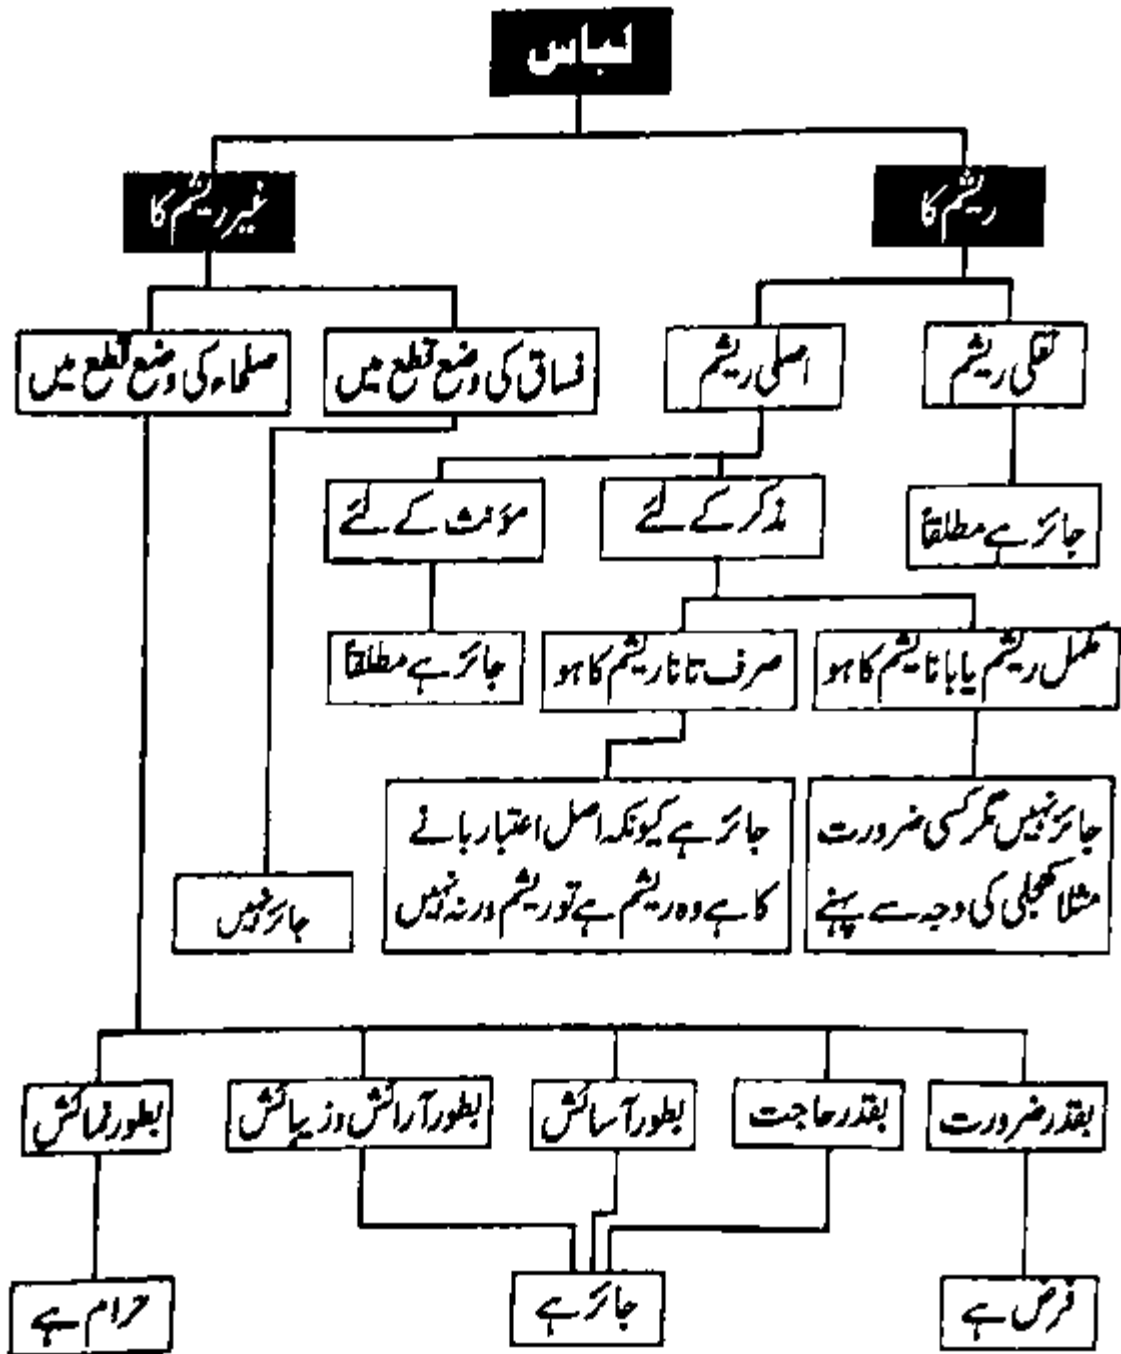 لباس
ریشم کا
غیر ریشم کا
نقلی ریشم
اصلی ریشم
فساق کی وضع قطع میں
صلحاء کی وضع قطع میں
جائز ہے مطلقاً
مذکر کے لئے
مؤنث کے لئے
مکمل ریشم یا بانا ریشم کا ہو
صرف تانا ریشم کا ہو
جائز ہے مطلقاً
جائز نہیں مگر کسی ضرورت
مثلا کھجلی کی وجہ سے پہنے
جائز ہے کیونکہ اصل اعتبار بانے
کا ہے وہ ریشم ہے تو ریشم ورنہ نہیں
جائز نہیں
بقدر ضرورت
بقدر حاجت
بطور آسائش
بطور آرائش و زیبائش
بطور نمائش
فرض ہے
جائز ہے
حرام ہے